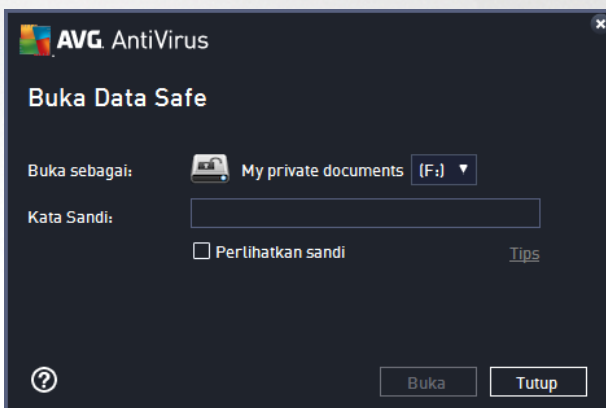 AVG. AntiVirus
Buka Data Safe
Buka sebagai: My private documents (F:)
Kata Sandi:
Perlihatkan sandi Tips
Buka Tutup